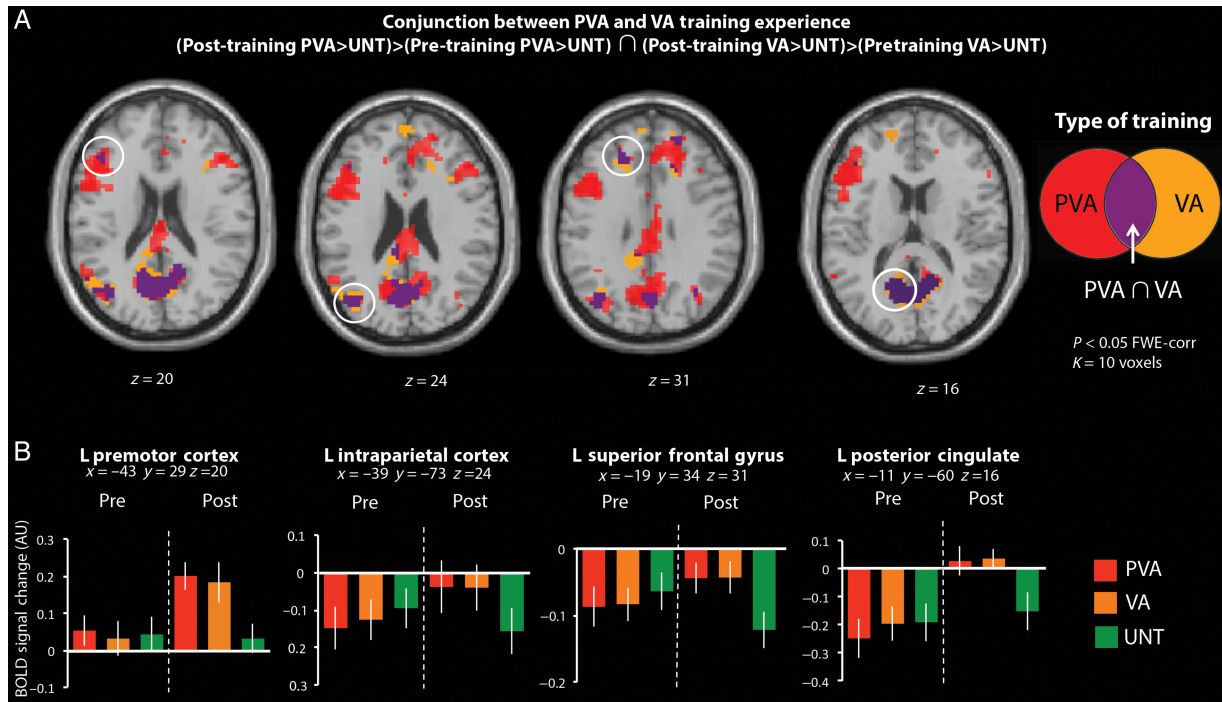 A
Conjunction between PVA and VA training experience
(Post-training PVA>UNT)>(Pre-training PVA>UNT) ∩ (Post-training VA>UNT)>(Pretraining VA>UNT)
Type of training
PVA
VA
PVA ∩ VA
P < 0.05 FWE-corr
K = 10 voxels
z = 20
z = 24
z = 31
z = 16
B
L premotor cortex
x = −43 y = 29 z =20
Pre
Post
BOLD signal change (AU)
0.3
0.2
0.1
0
−0.1
L intraparietal cortex
x = −39 y = −73 z=24
Pre
Post
0.1
0
−0.1
0.2
0.3
L superior frontal gyrus
x = −19 y = 34 z = 31
Pre
Post
0
−0.1
−0.2
L posterior cingulate
x = −11 y = −60 z=16
Pre
Post
0.1
0
−0.1
−0.2
−0.3
−0.4
PVA
VA
UNT